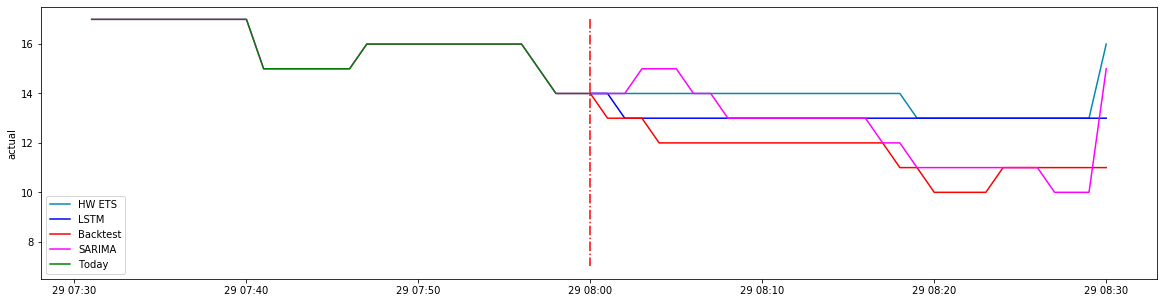 actual
16
14
12
10
8
HW ETS
LSTM
Backtest
SARIMA
Today
29 07:30
29 07:40
29 07:50
29 08:00
29 08:10
29 08:20
29 08:30